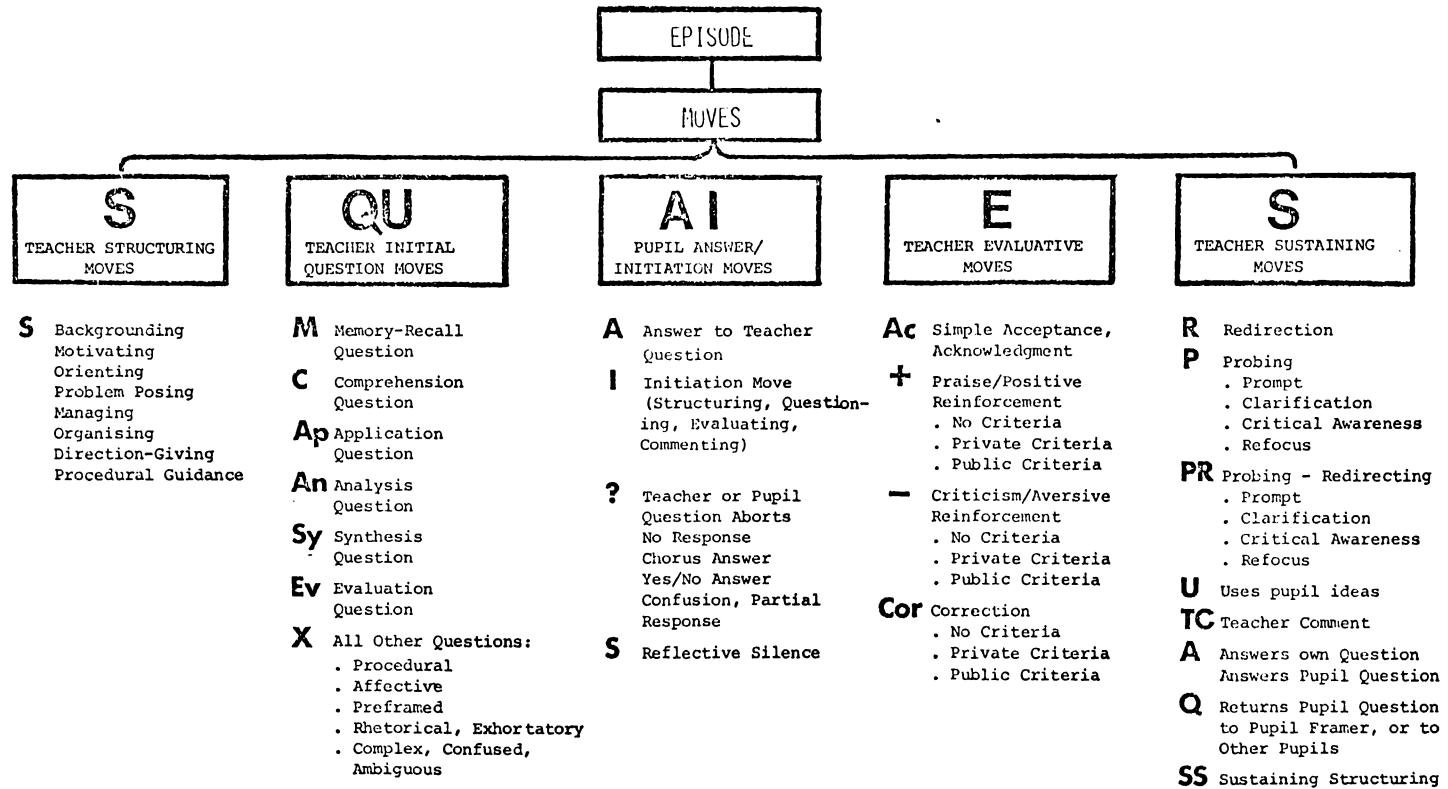 EPISODE
MOVES
S
TEACHER STRUCTURING
MOVES
QU
TEACHER INITIAL
QUESTION MOVES
A I
PUPIL ANSWER/
INITIATION MOVES
E
TEACHER EVALUATIVE
MOVES
S
TEACHER SUSTAINING
MOVES
S Backgrounding
Motivating
Orienting
Problem Posing
Managing
Organising
Direction-Giving
Procedural Guidance
M Memory-Recall
Question
C Comprehension
Question
Ap Application
Question
An Analysis
Question
Sy Synthesis
Question
Ev Evaluation
Question
X All Other Questions:
. Procedural
. Affective
. Preframed
. Rhetorical, Exhortatory
. Complex, Confused,
Ambiguous
A Answer to Teacher
Question
I Initiation Move
(Structuring, Question-
ing, Evaluating,
Commenting)
? Teacher or Pupil
Question Aborts
No Response
Chorus Answer
Yes/No Answer
Confusion, Partial
Response
S Reflective Silence
Ac Simple Acceptance,
Acknowledgment
+ Praise/Positive
Reinforcement
. No Criteria
. Private Criteria
. Public Criteria
- Criticism/Aversive
Reinforcement
. No Criteria
. Private Criteria
. Public Criteria
Cor Correction
. No Criteria
. Private Criteria
. Public Criteria
R Redirection
P Probing
. Prompt
. Clarification
. Critical Awareness
. Refocus
PR Probing - Redirecting
. Prompt
. Clarification
. Critical Awareness
. Refocus
U Uses pupil ideas
TC Teacher Comment
A Answers own Question
Answers Pupil Question
Q Returns Pupil Question
to Pupil Framer, or to
Other Pupils
SS Sustaining Structuring